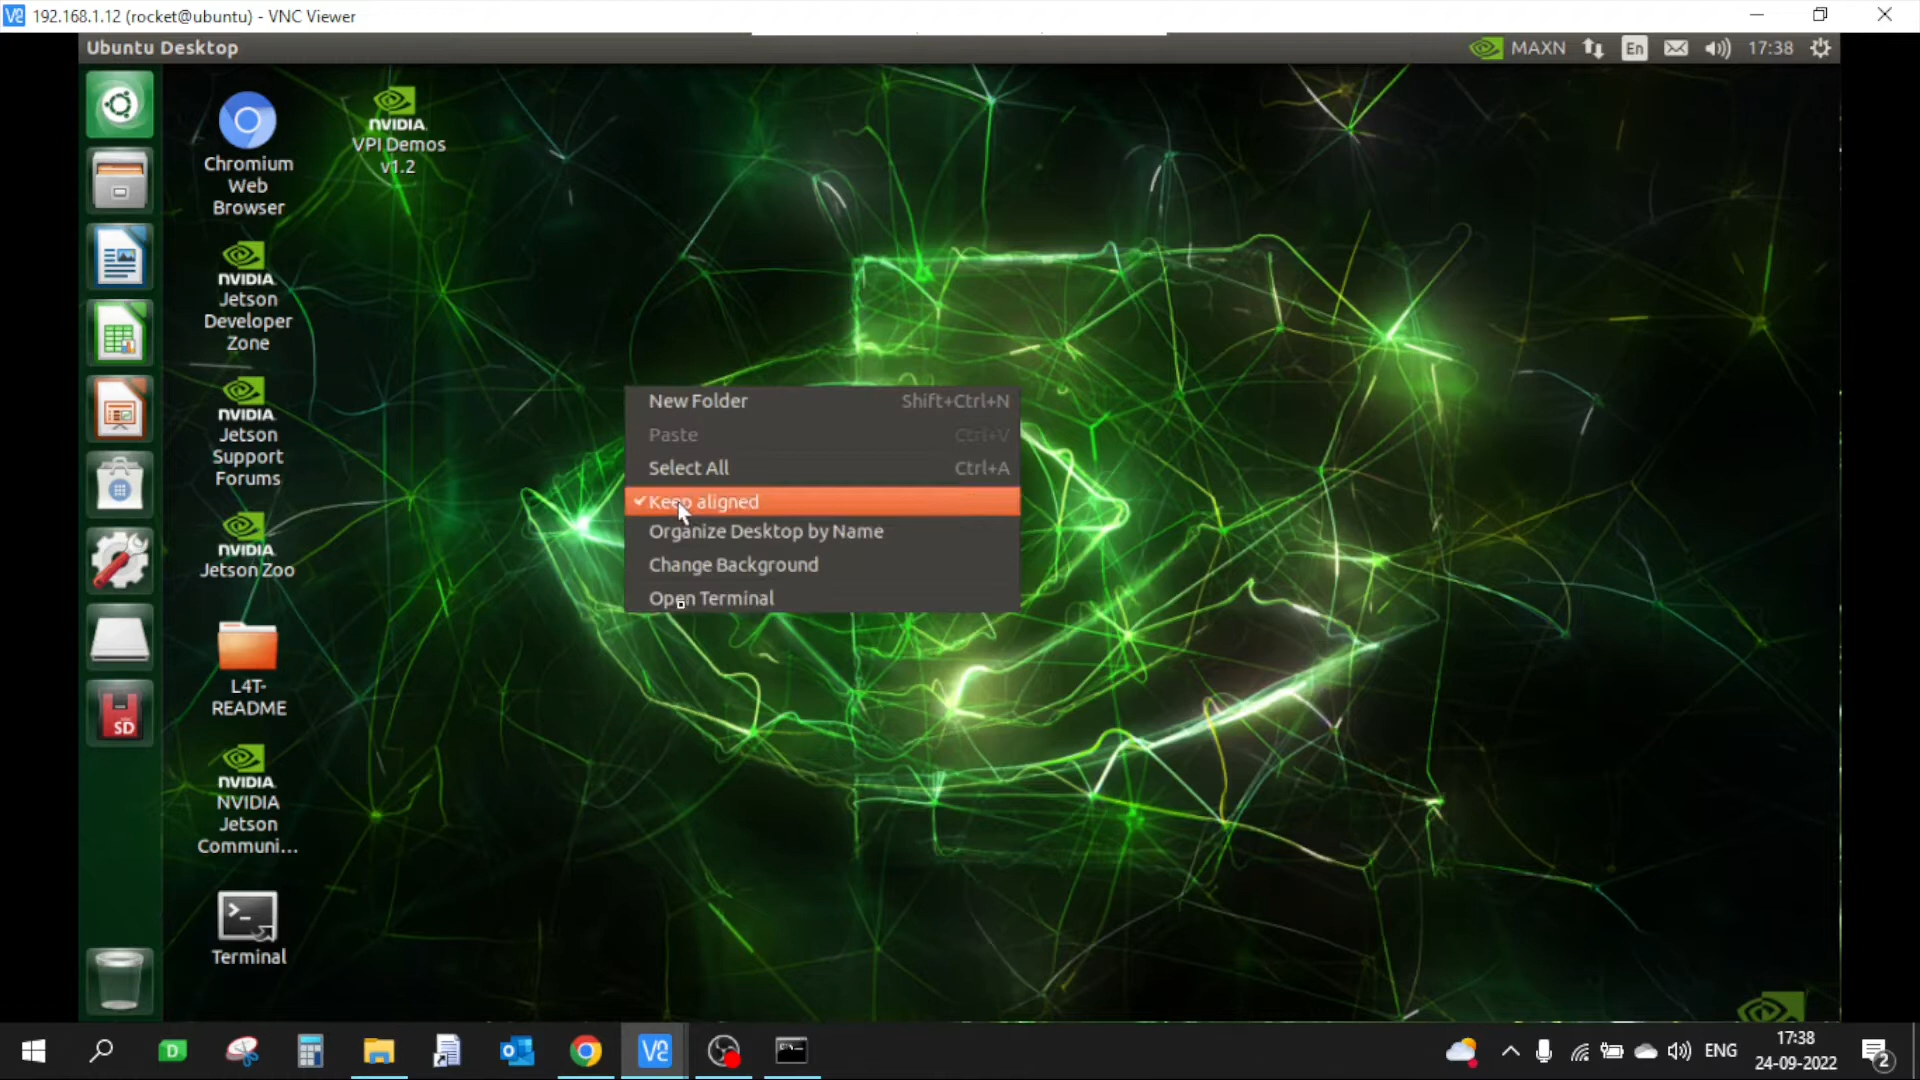 192.168.1.12 (rocket@ubuntu) - VNC Viewer
Ubuntu Desktop
MAXN
En
17:38
Chromium
Web
Browser
NVIDIA.
VPI Demos
v1.2
NVIDIA.
Jetson
Developer
Zone
NVIDIA.
Jetson
Support
Forums
NVIDIA.
Jetson Zoo
L4T-
README
NVIDIA.
NVIDIA
Jetson
Communi...
Terminal
SD
New Folder Shift+Ctrl+N
Paste Ctrl+V
Select All Ctrl+A
Keep aligned
Organize Desktop by Name
Change Background
Open Terminal
ENG
17:38
24-09-2022
2